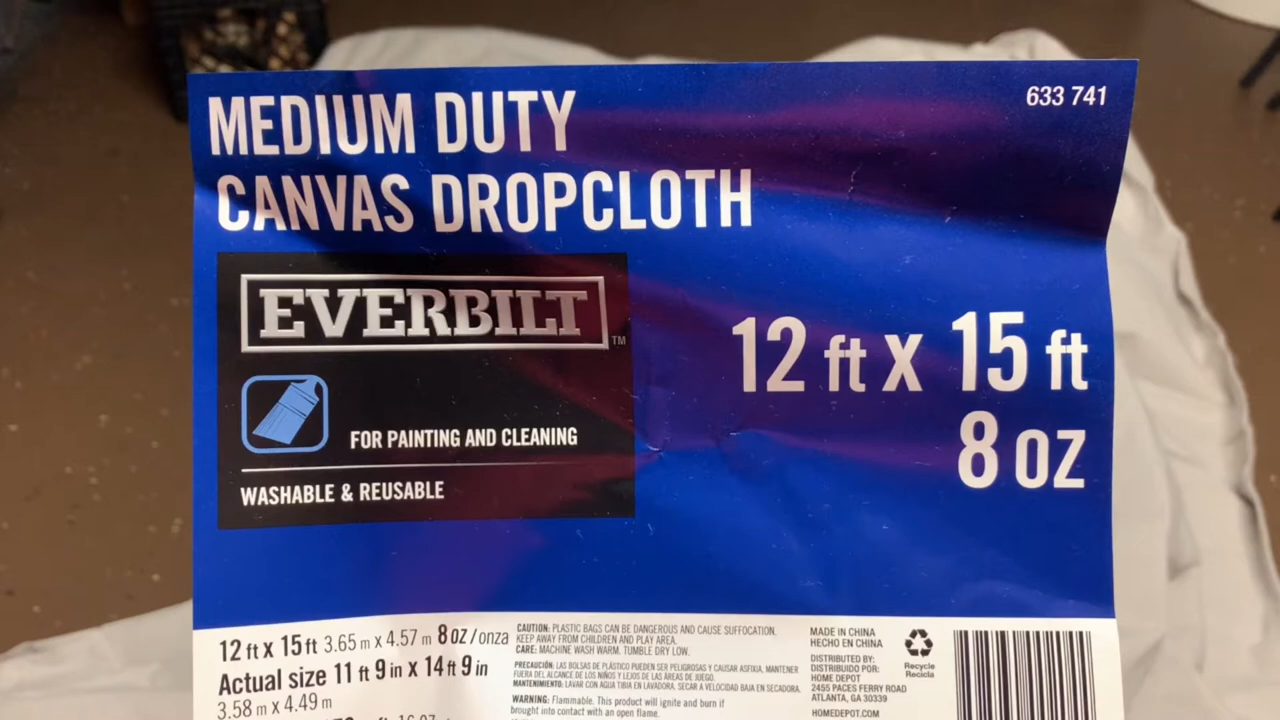 633 741
MEDIUM DUTY
CANVAS DROPCLOTH
EVERBILT
TM
FOR PAINTING AND CLEANING
WASHABLE & REUSABLE
12 ft X 15 ft
8 OZ
12 ft x 15 ft 3.65 m x 4.57 m 8 OZ/onza
Actual size 11 ft 9 in x 14 ft 9 in
3.58 m x 4.49 m
CAUTION: PLASTIC BAGS CAN BE DANGEROUS AND CAUSE SUFFOCATION.
KEEP AWAY FROM CHILDREN AND PLAY AREA.
CARE: MACHINE WASH WARM. TUMBLE DRY LOW.
PRECAUCIÓN: LAS BOLSAS DE PLÁSTICO PUEDEN SER PELIGROSAS Y CAUSAR ASFIXIA, MANTENER
FUERA DEL ALCANCE DE LOS NIÑOS Y LEJOS DE LAS ÁREAS DE JUEGO.
MANTENIMIENTO: LAVAR CON AGUA TIBIA EN LAVADORA. SECAR A VELOCIDAD BAJA EN SECADORA.
WARNING: Flammable. This product will ignite and burn if
brought into contact with an open flame.
MADE IN CHINA
HECHO EN CHINA
DISTRIBUTED BY:
DISTRIBUIDO POR:
HOME DEPOT
2455 PACES FERRY ROAD
ATLANTA, GA 30339
HOMEDEPOT.COM
Recycle
Recicla